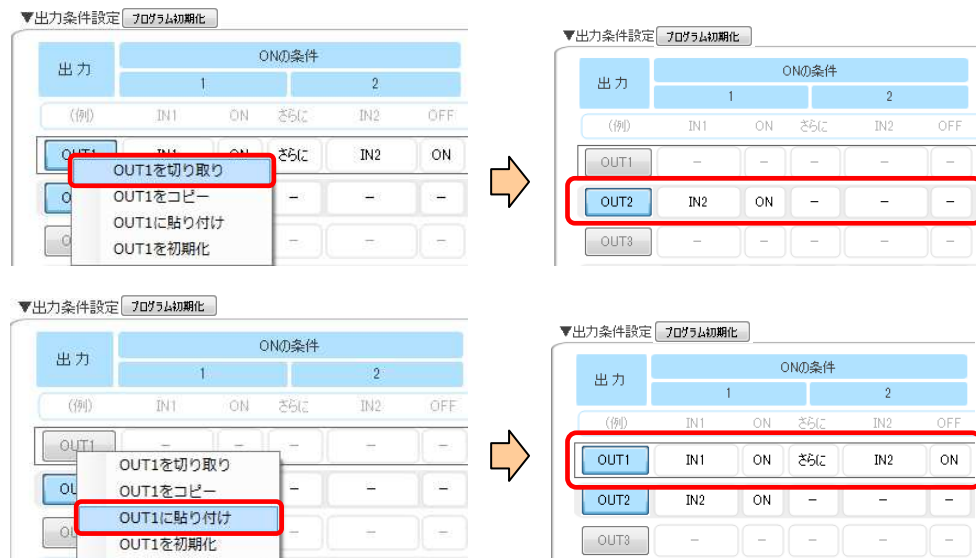 ▼出力条件設定 プログラム初期化
出力 ONの条件
1 2
(例) IN1 ON さらに IN2 OFF
OUT1 IN1 ON さらに IN2 ON
OUT1を切り取り
OUT1をコピー
– – –
OUT1に貼り付け
OUT1を初期化
– – –
▼出力条件設定 プログラム初期化
出力 ONの条件
1 2
(例) IN1 ON さらに IN2 OFF
OUT1 – – – – –
OUT2 IN2 ON – – –
OUT3 – – – – –
▼出力条件設定 プログラム初期化
出力 ONの条件
1 2
(例) IN1 ON さらに IN2 OFF
OUT1 – – – – –
OUT1を切り取り
OUT1をコピー
– – –
OUT1に貼り付け
OUT1を初期化
– – –
▼出力条件設定 プログラム初期化
出力 ONの条件
1 2
(例) IN1 ON さらに IN2 OFF
OUT1 IN1 ON さらに IN2 ON
OUT2 IN2 ON – – –
OUT3 – – – – –